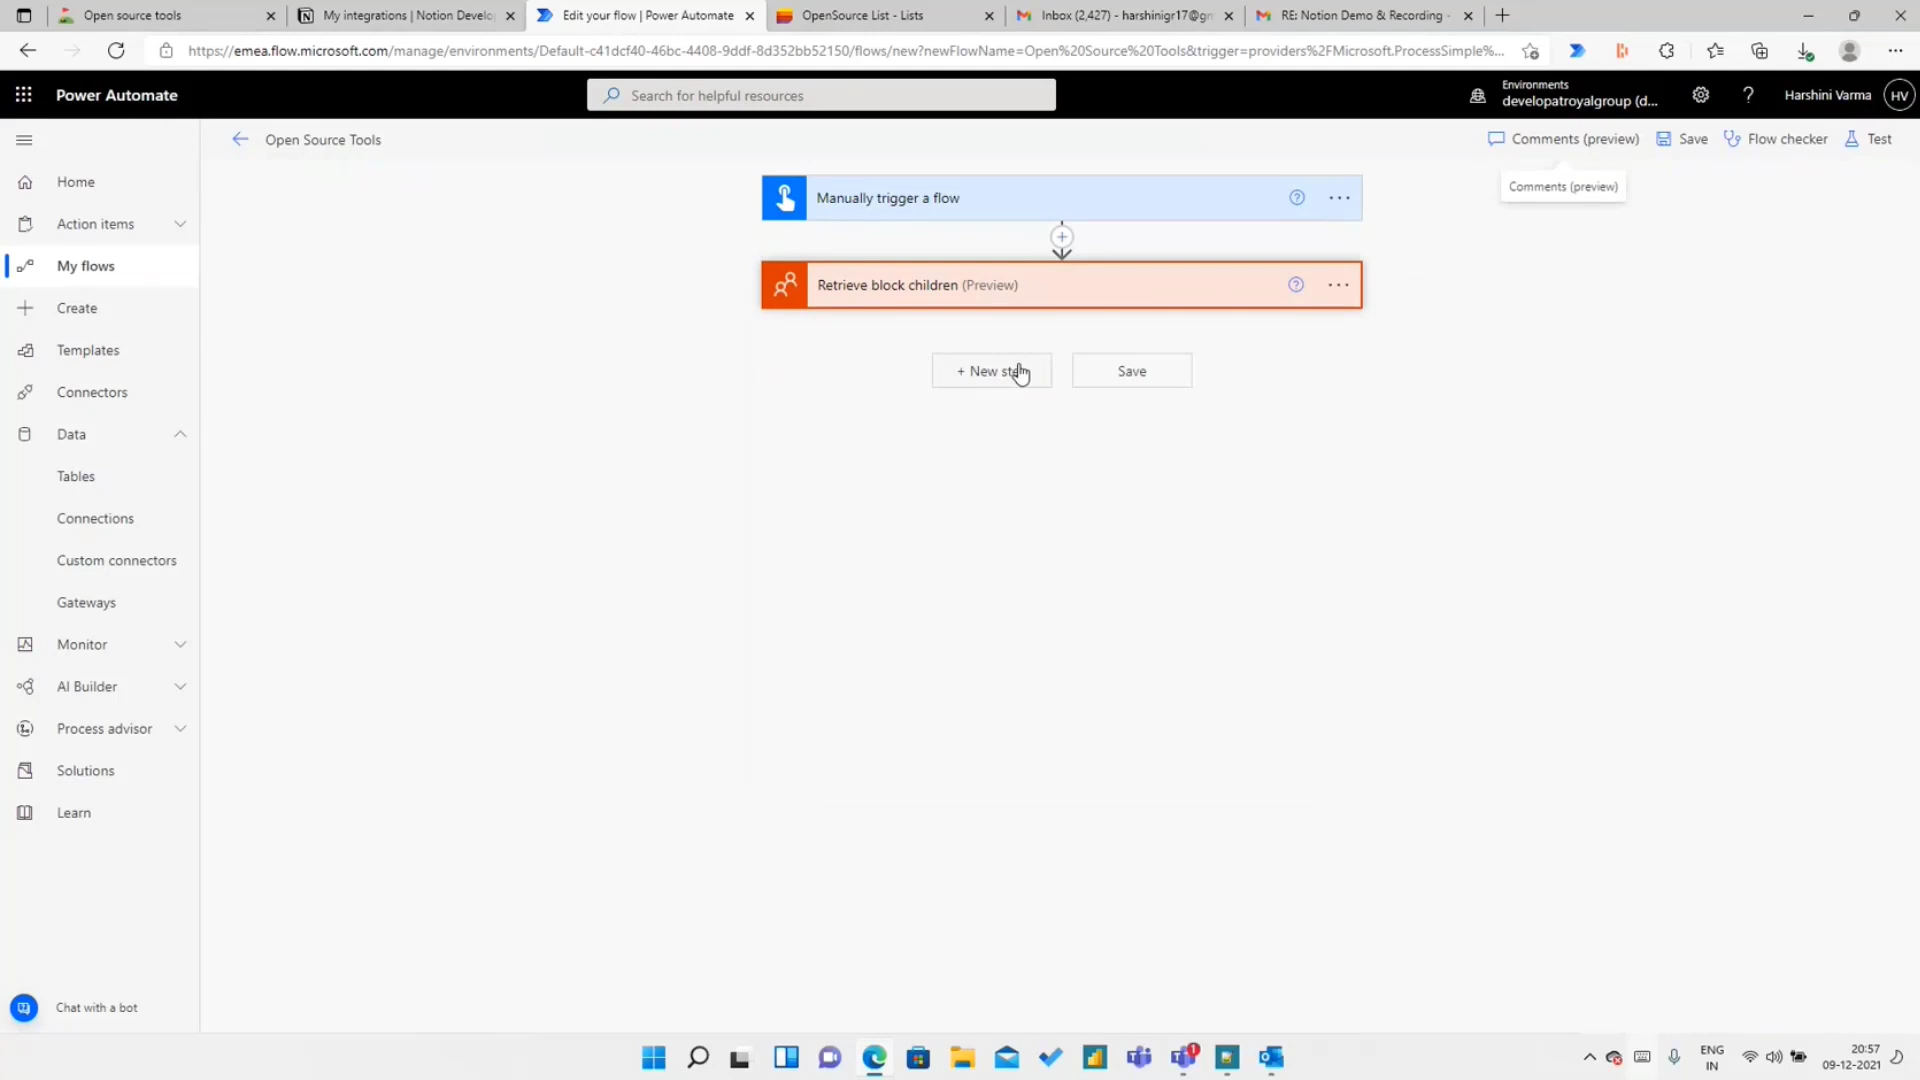 Open source tools
My integrations | Notion Develo
Edit your flow | Power Automate
OpenSource List - Lists
Inbox (2,427) - harshinigr17@gm
RE: Notion Demo & Recording -
https://emea.flow.microsoft.com/manage/environments/Default-c41dcf40-46bc-4408-9ddf-8d352bb52150/flows/new?newFlowName=Open%20Source%20Tools&trigger=providers%2FMicrosoft.ProcessSimple%...
Power Automate
Search for helpful resources
Environments
developatroyalgroup (d...
Harshini Varma
HV
Open Source Tools
Comments (preview)
Save
Flow checker
Test
Comments (preview)
Home
Action items
My flows
Create
Templates
Connectors
Data
Tables
Connections
Custom connectors
Gateways
Monitor
AI Builder
Process advisor
Solutions
Learn
Chat with a bot
Manually trigger a flow
Retrieve block children (Preview)
+ New step
Save
1
ENG
IN
20:57
09-12-2021